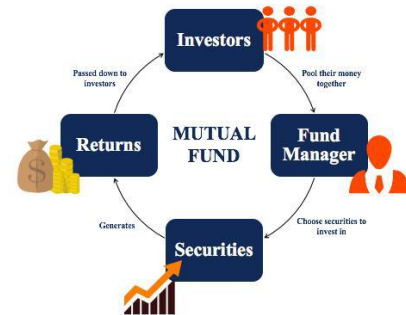 Investors
Passed down to
investors
Pool their money
together
Returns
MUTUAL
FUND
Fund
Manager
$
Generates
Choose securities to
invest in
Securities